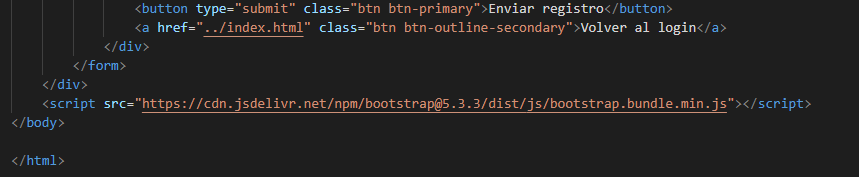 <button type="submit" class="btn btn-primary">Enviar registro</button>
<a href="../index.html" class="btn btn-outline-secondary">Volver al login</a>
</div>
</form>
</div>
<script src="https://cdn.jsdelivr.net/npm/bootstrap@5.3.3/dist/js/bootstrap.bundle.min.js"></script>
</body>
</html>